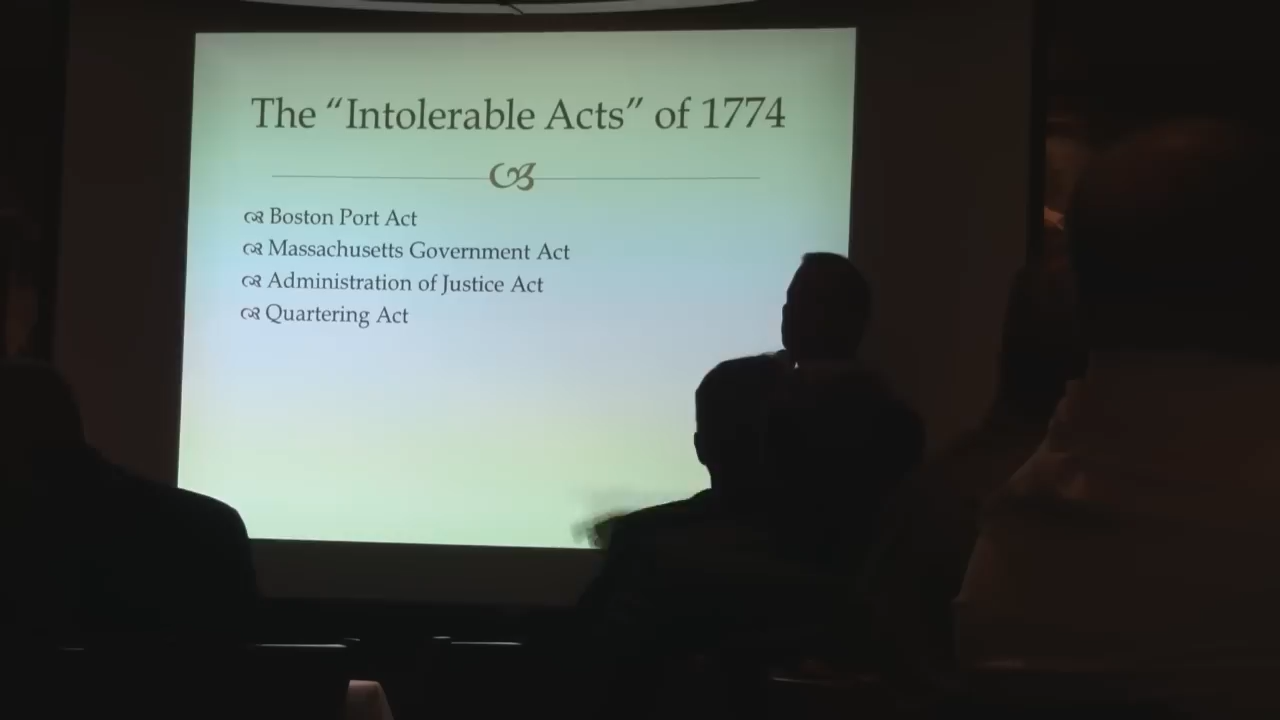 The “Intolerable Acts” of 1774
Boston Port Act
Massachusetts Government Act
Administration of Justice Act
Quartering Act